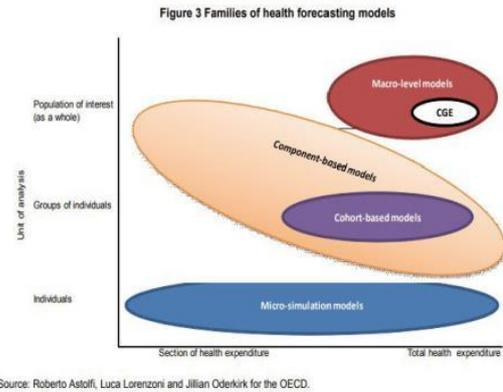 Figure 3 Families of health forecasting models
Macro-level models
CGE
Population of interest
(as a whole)
Component-based models
Unit of analysis
Groups of individuals
Cohort-based models
Individuals
Micro-simulation models
Section of health expenditure
Total health expenditure
Source: Roberto Astolfi, Luca Lorenzoni and Jillian Oderkirk for the OECD.